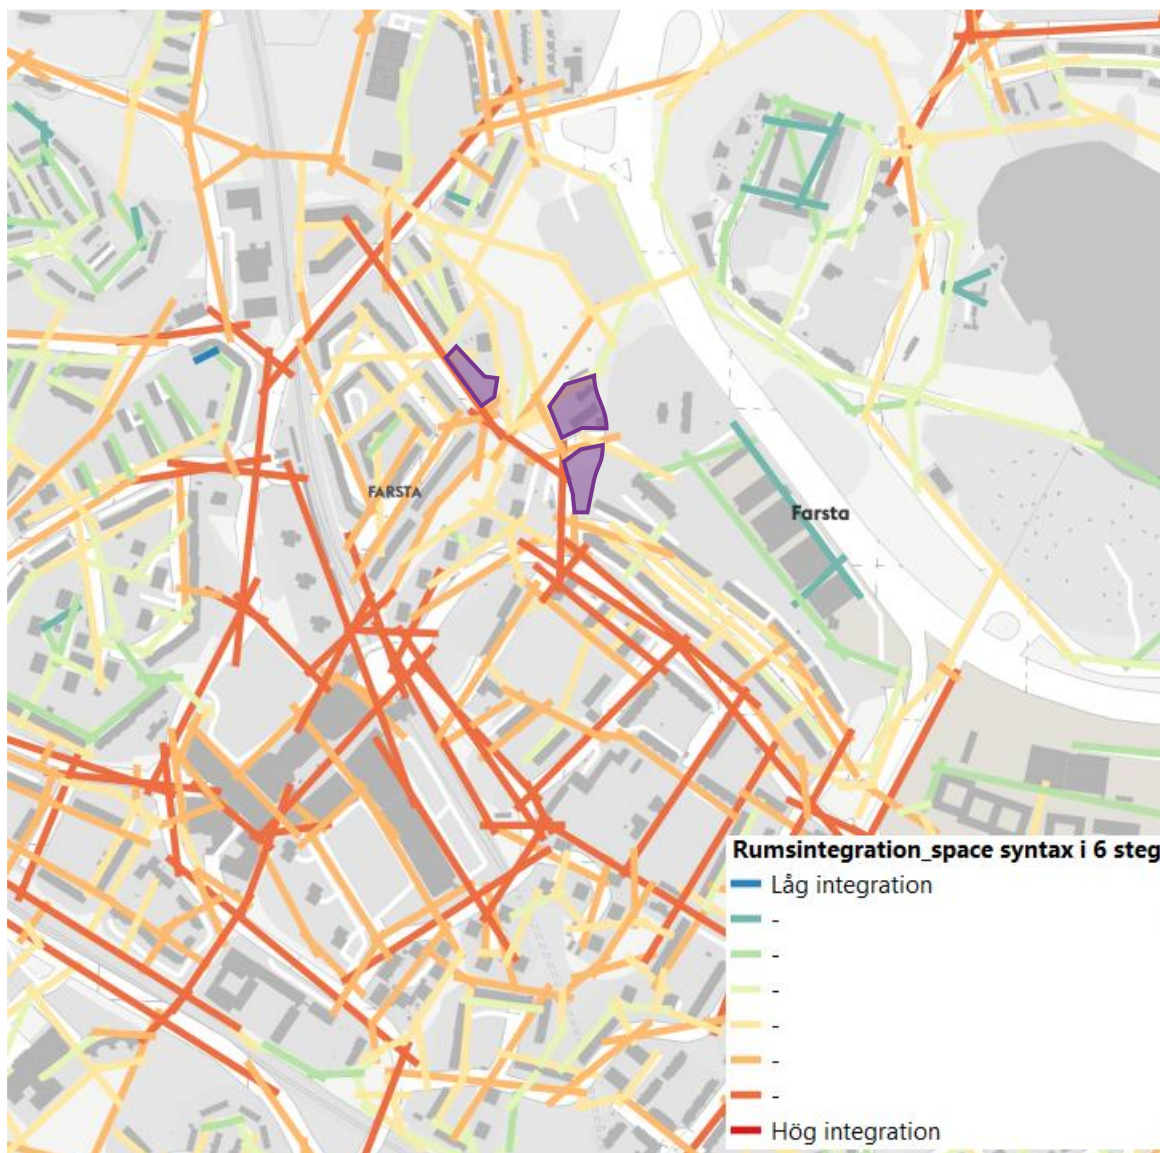 FARSTA
Farsta
Rumsintegration_space syntax i 6 steg
Låg integration
-
-
-
-
-
-
Hög integration